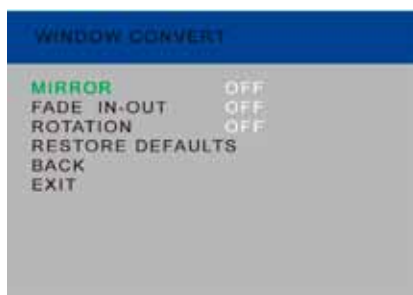 WINDOW CONVERT
MIRROR OFF
FADE IN-OUT OFF
ROTATION OFF
RESTORE DEFAULTS
BACK
EXIT